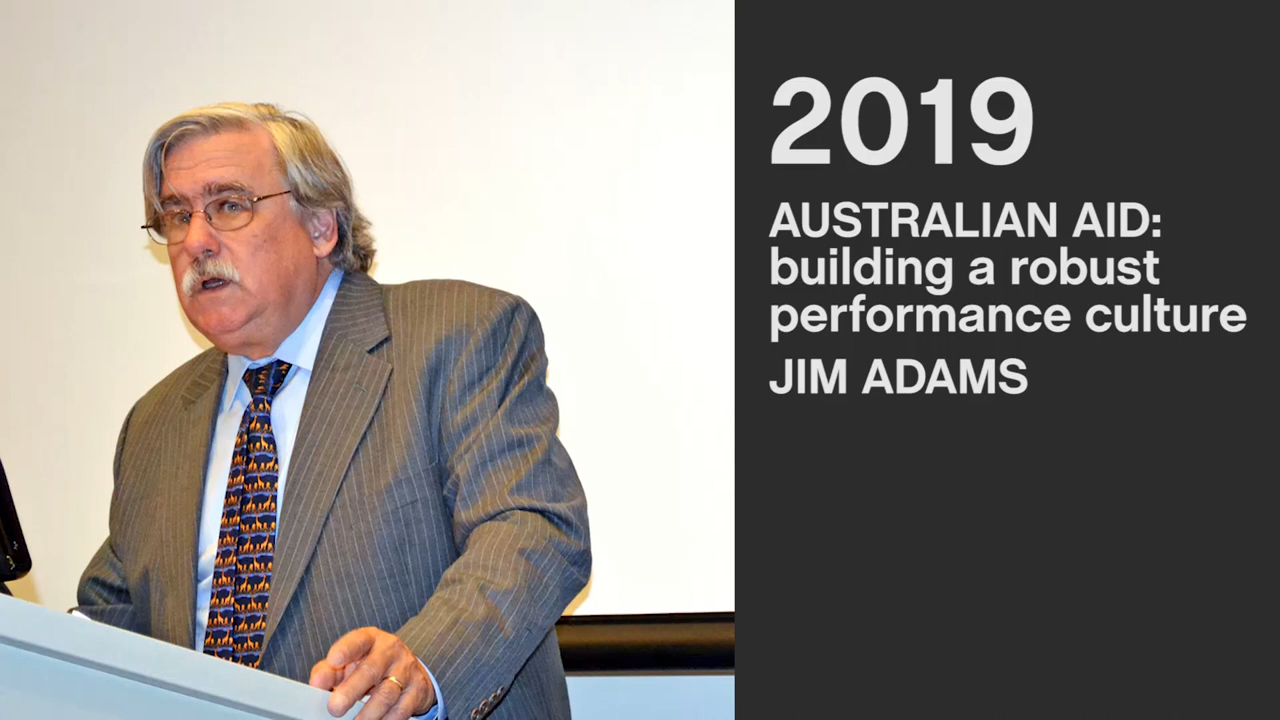 2019
AUSTRALIAN AID:
building a robust
performance culture
JIM ADAMS